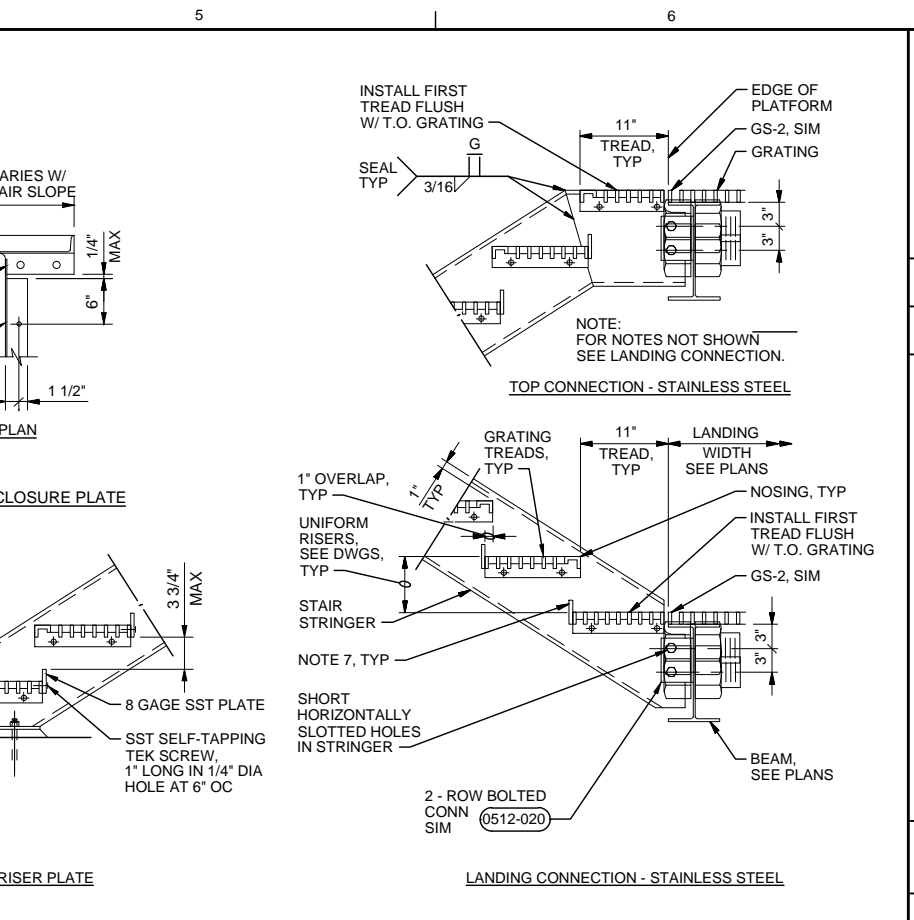 5
6
ARIES W/
AIR SLOPE
1/4"
MAX
6"
1 1/2"
PLAN
CLOSURE PLATE
INSTALL FIRST
TREAD FLUSH
W/ T.O. GRATING
SEAL
TYP
3/16
G
11"
TREAD,
TYP
EDGE OF
PLATFORM
GS-2, SIM
GRATING
3"
3"
NOTE:
FOR NOTES NOT SHOWN
SEE LANDING CONNECTION.
TOP CONNECTION - STAINLESS STEEL
3 3/4"
MAX
8 GAGE SST PLATE
SST SELF-TAPPING
TEK SCREW,
1" LONG IN 1/4" DIA
HOLE AT 6" OC
RISER PLATE
GRATING
TREADS,
TYP
11"
TREAD,
TYP
LANDING
WIDTH
SEE PLANS
1"
TYP
1" OVERLAP,
TYP
UNIFORM
RISERS,
SEE DWGS,
TYP
STAIR
STRINGER
NOTE 7, TYP
SHORT
HORIZONTALLY
SLOTTED HOLES
IN STRINGER
2 - ROW BOLTED
CONN
SIM
0512-020
NOSING, TYP
INSTALL FIRST
TREAD FLUSH
W/ T.O. GRATING
GS-2, SIM
3"
3"
BEAM,
SEE PLANS
LANDING CONNECTION - STAINLESS STEEL